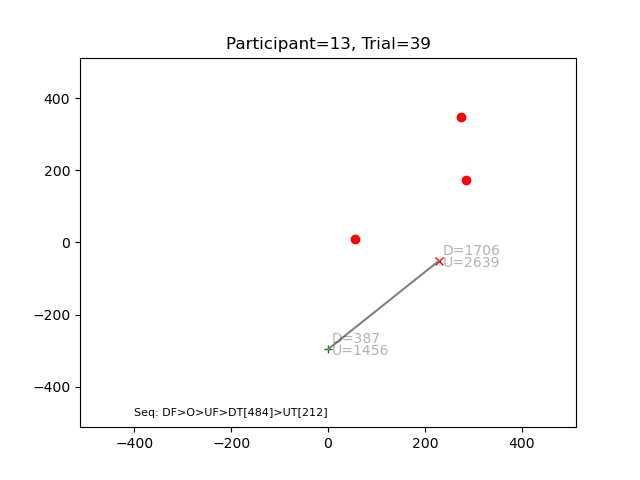 Participant=13, Trial=39
400
200
0
−200
−400
D=1706
U=2639
D=387
U=1456
Seq: DF>O>UF>DT[484]>UT[212]
−400
−200
0
200
400